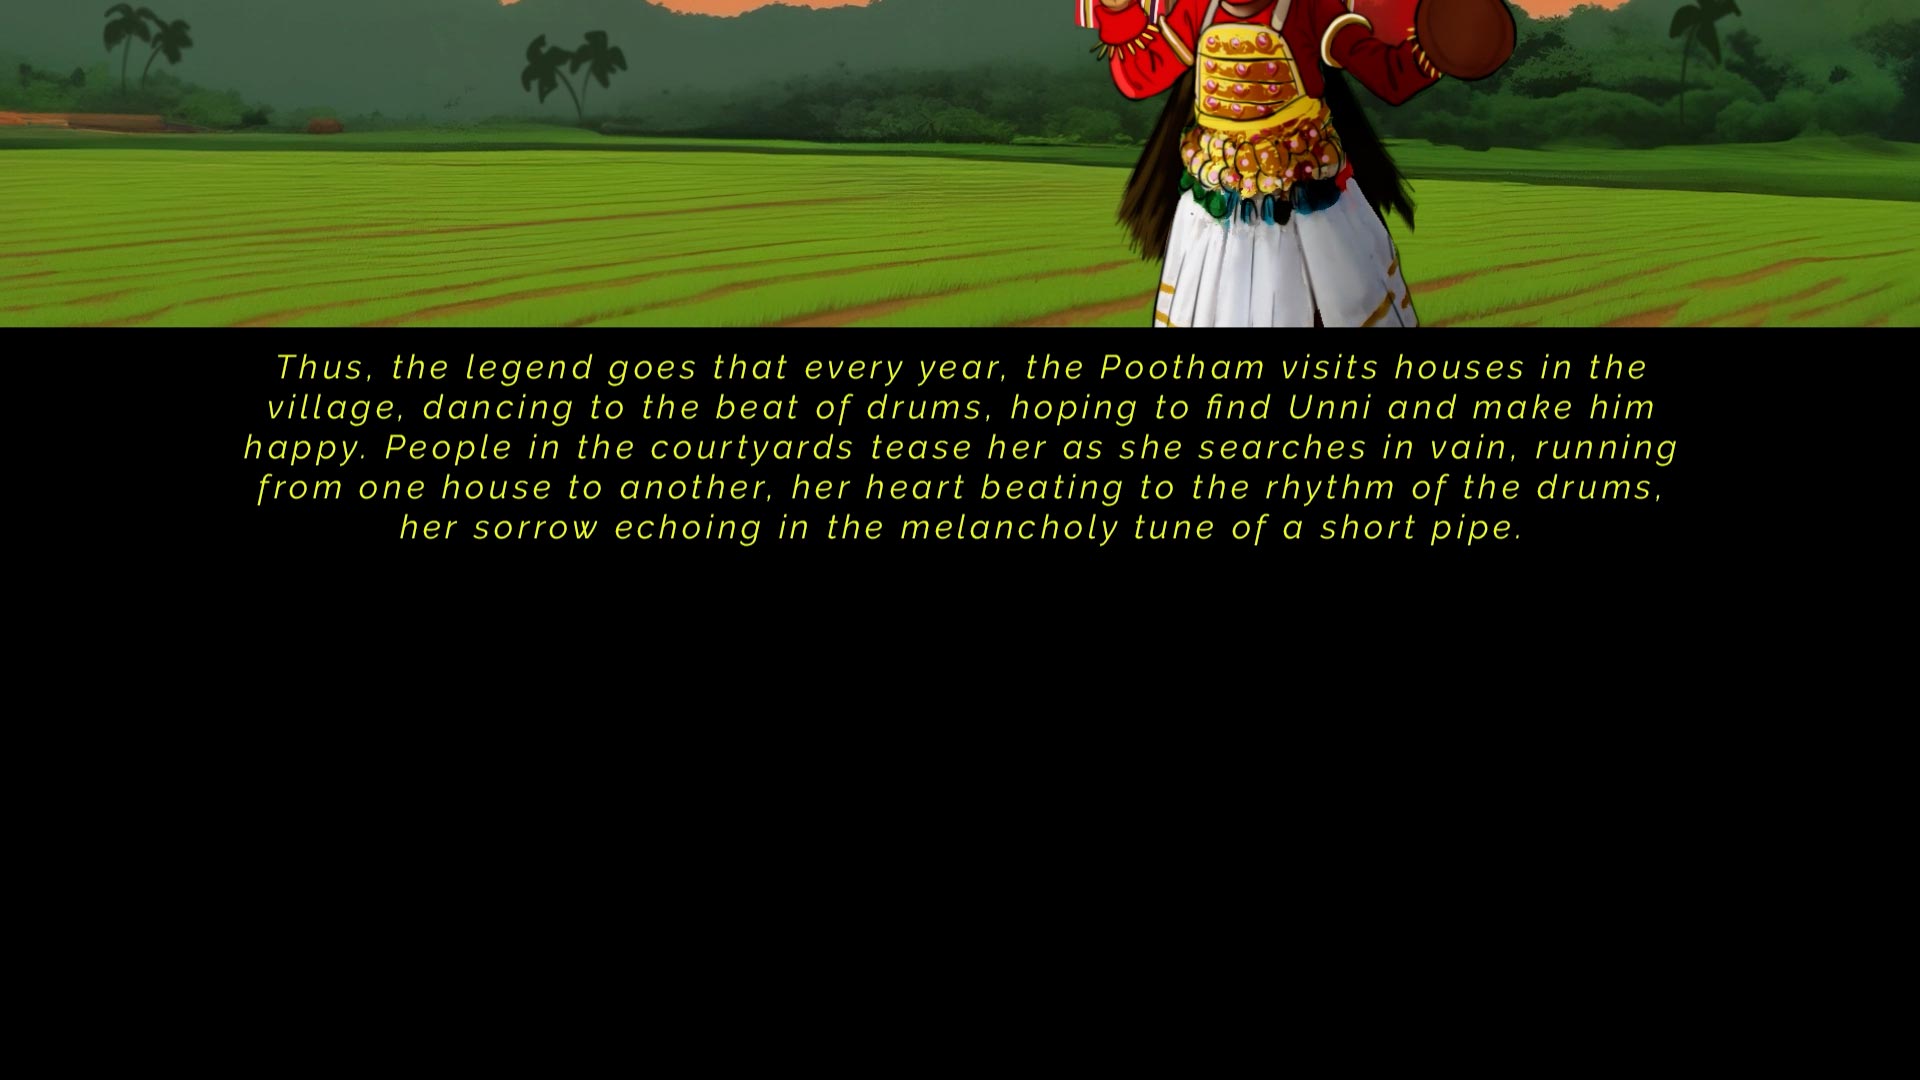 Thus, the legend goes that every year, the Pootham visits houses in the
village, dancing to the beat of drums, hoping to find Unni and make him
happy. People in the courtyards tease her as she searches in vain, running
from one house to another, her heart beating to the rhythm of the drums,
her sorrow echoing in the melancholy tune of a short pipe.